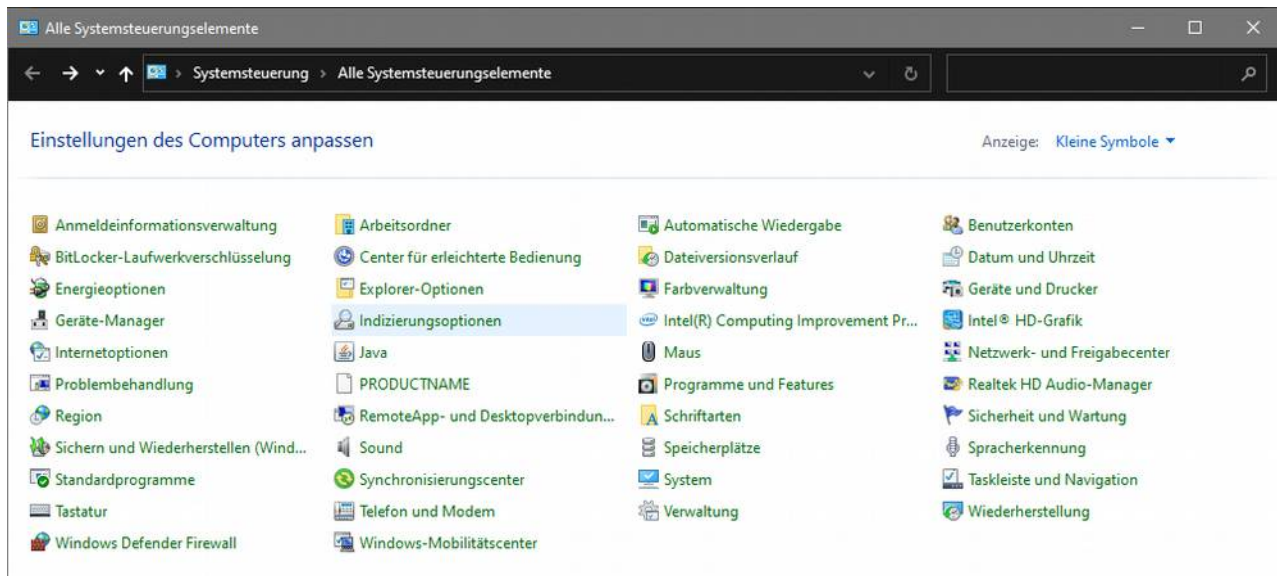 Alle Systemsteuerungselemente
Systemsteuerung > Alle Systemsteuerungselemente
Einstellungen des Computers anpassen
Anzeige: Kleine Symbole
Anmeldeinformationsverwaltung Arbeitsordner Automatische Wiedergabe Benutzerkonten
BitLocker-Laufwerkverschlüsselung Center für erleichterte Bedienung Dateiversionsverlauf Datum und Uhrzeit
Energieoptionen Explorer-Optionen Farbverwaltung Geräte und Drucker
Geräte-Manager Indizierungsoptionen Intel(R) Computing Improvement Pr... Intel® HD-Grafik
Internetoptionen Java Maus Netzwerk- und Freigabecenter
Problembehandlung PRODUCTNAME Programme und Features Realtek HD Audio-Manager
Region RemoteApp- und Desktopverbindun... Schriftarten Sicherheit und Wartung
Sichern und Wiederherstellen (Wind... Sound Speicherplätze Spracherkennung
Standardprogramme Synchronisierungscenter System Taskleiste und Navigation
Tastatur Telefon und Modem Verwaltung Wiederherstellung
Windows Defender Firewall Windows-Mobilitätscenter